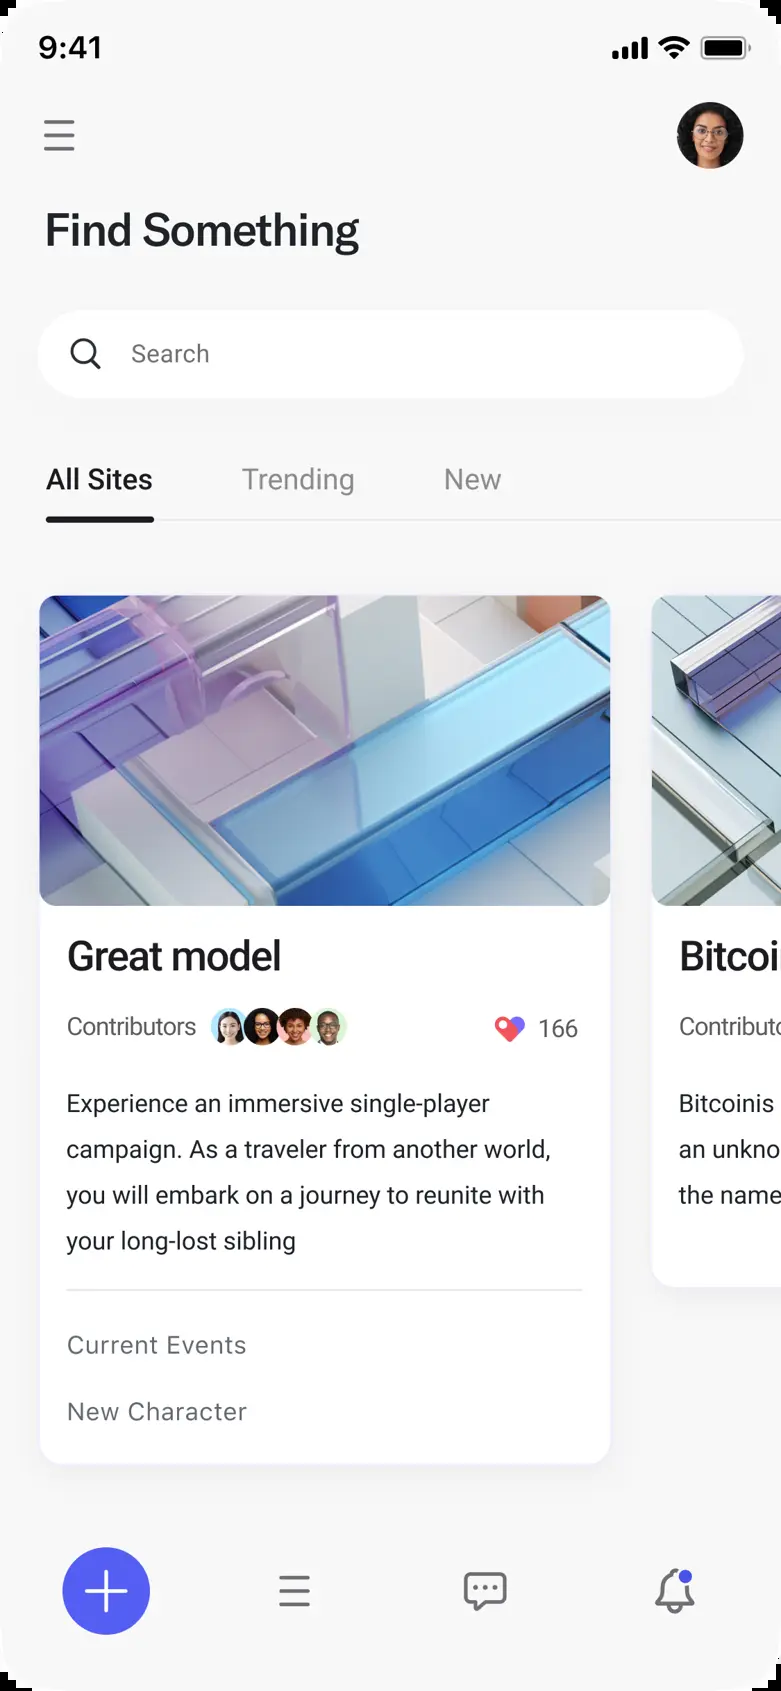 9:41
Find Something
Search
All Sites
Trending
New
Great model
Contributors
166
Experience an immersive single-player
campaign. As a traveler from another world,
you will embark on a journey to reunite with
your long-lost sibling
Current Events
New Character
Bitcoi
Contributo
Bitcoinis
an unkno
the name